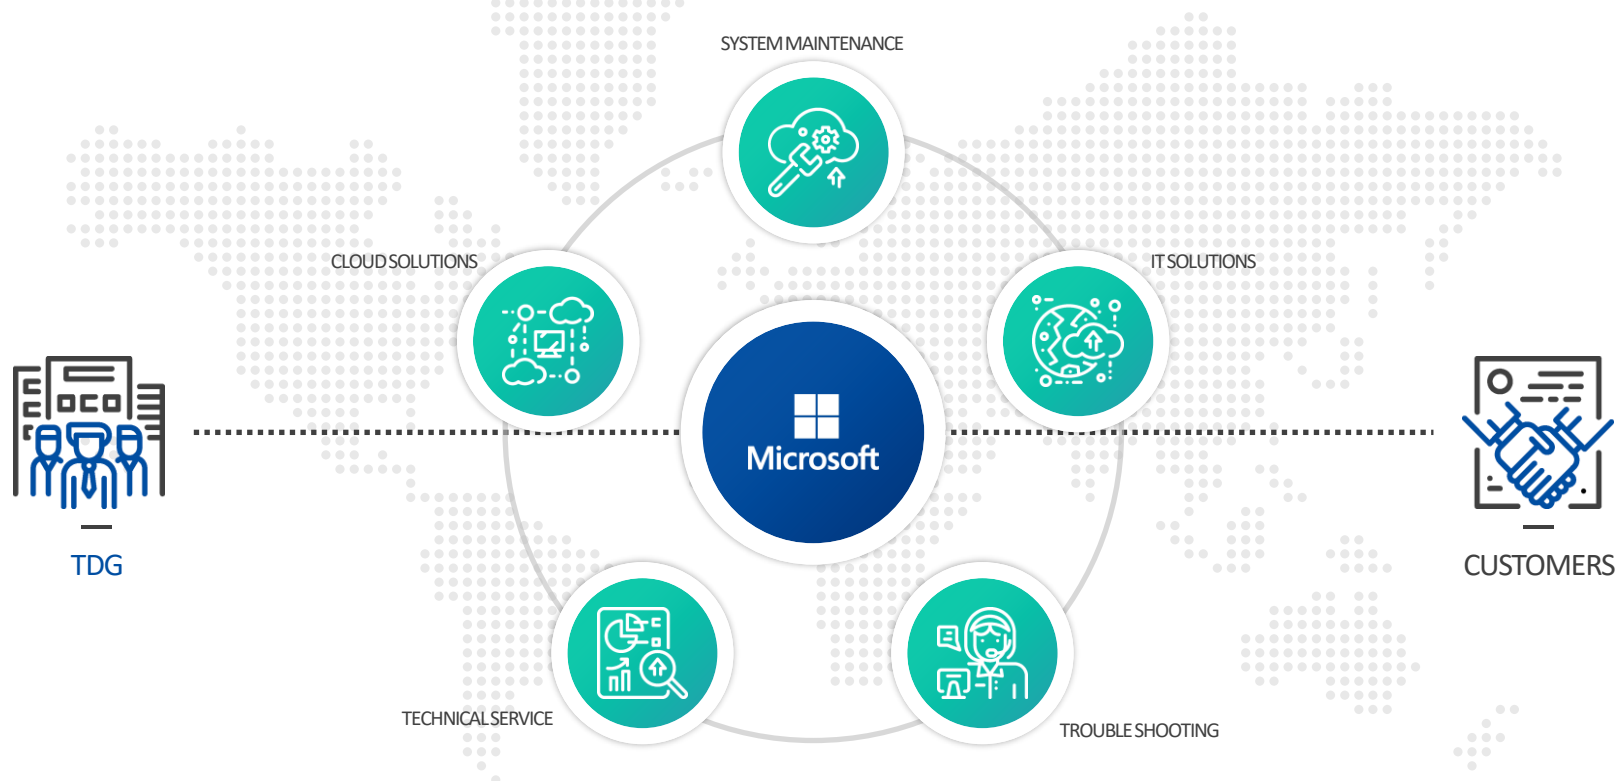 SYSTEM MAINTENANCE
CLOUD SOLUTIONS
IT SOLUTIONS
Microsoft
TDG
CUSTOMERS
TECHNICAL SERVICE
TROUBLE SHOOTING